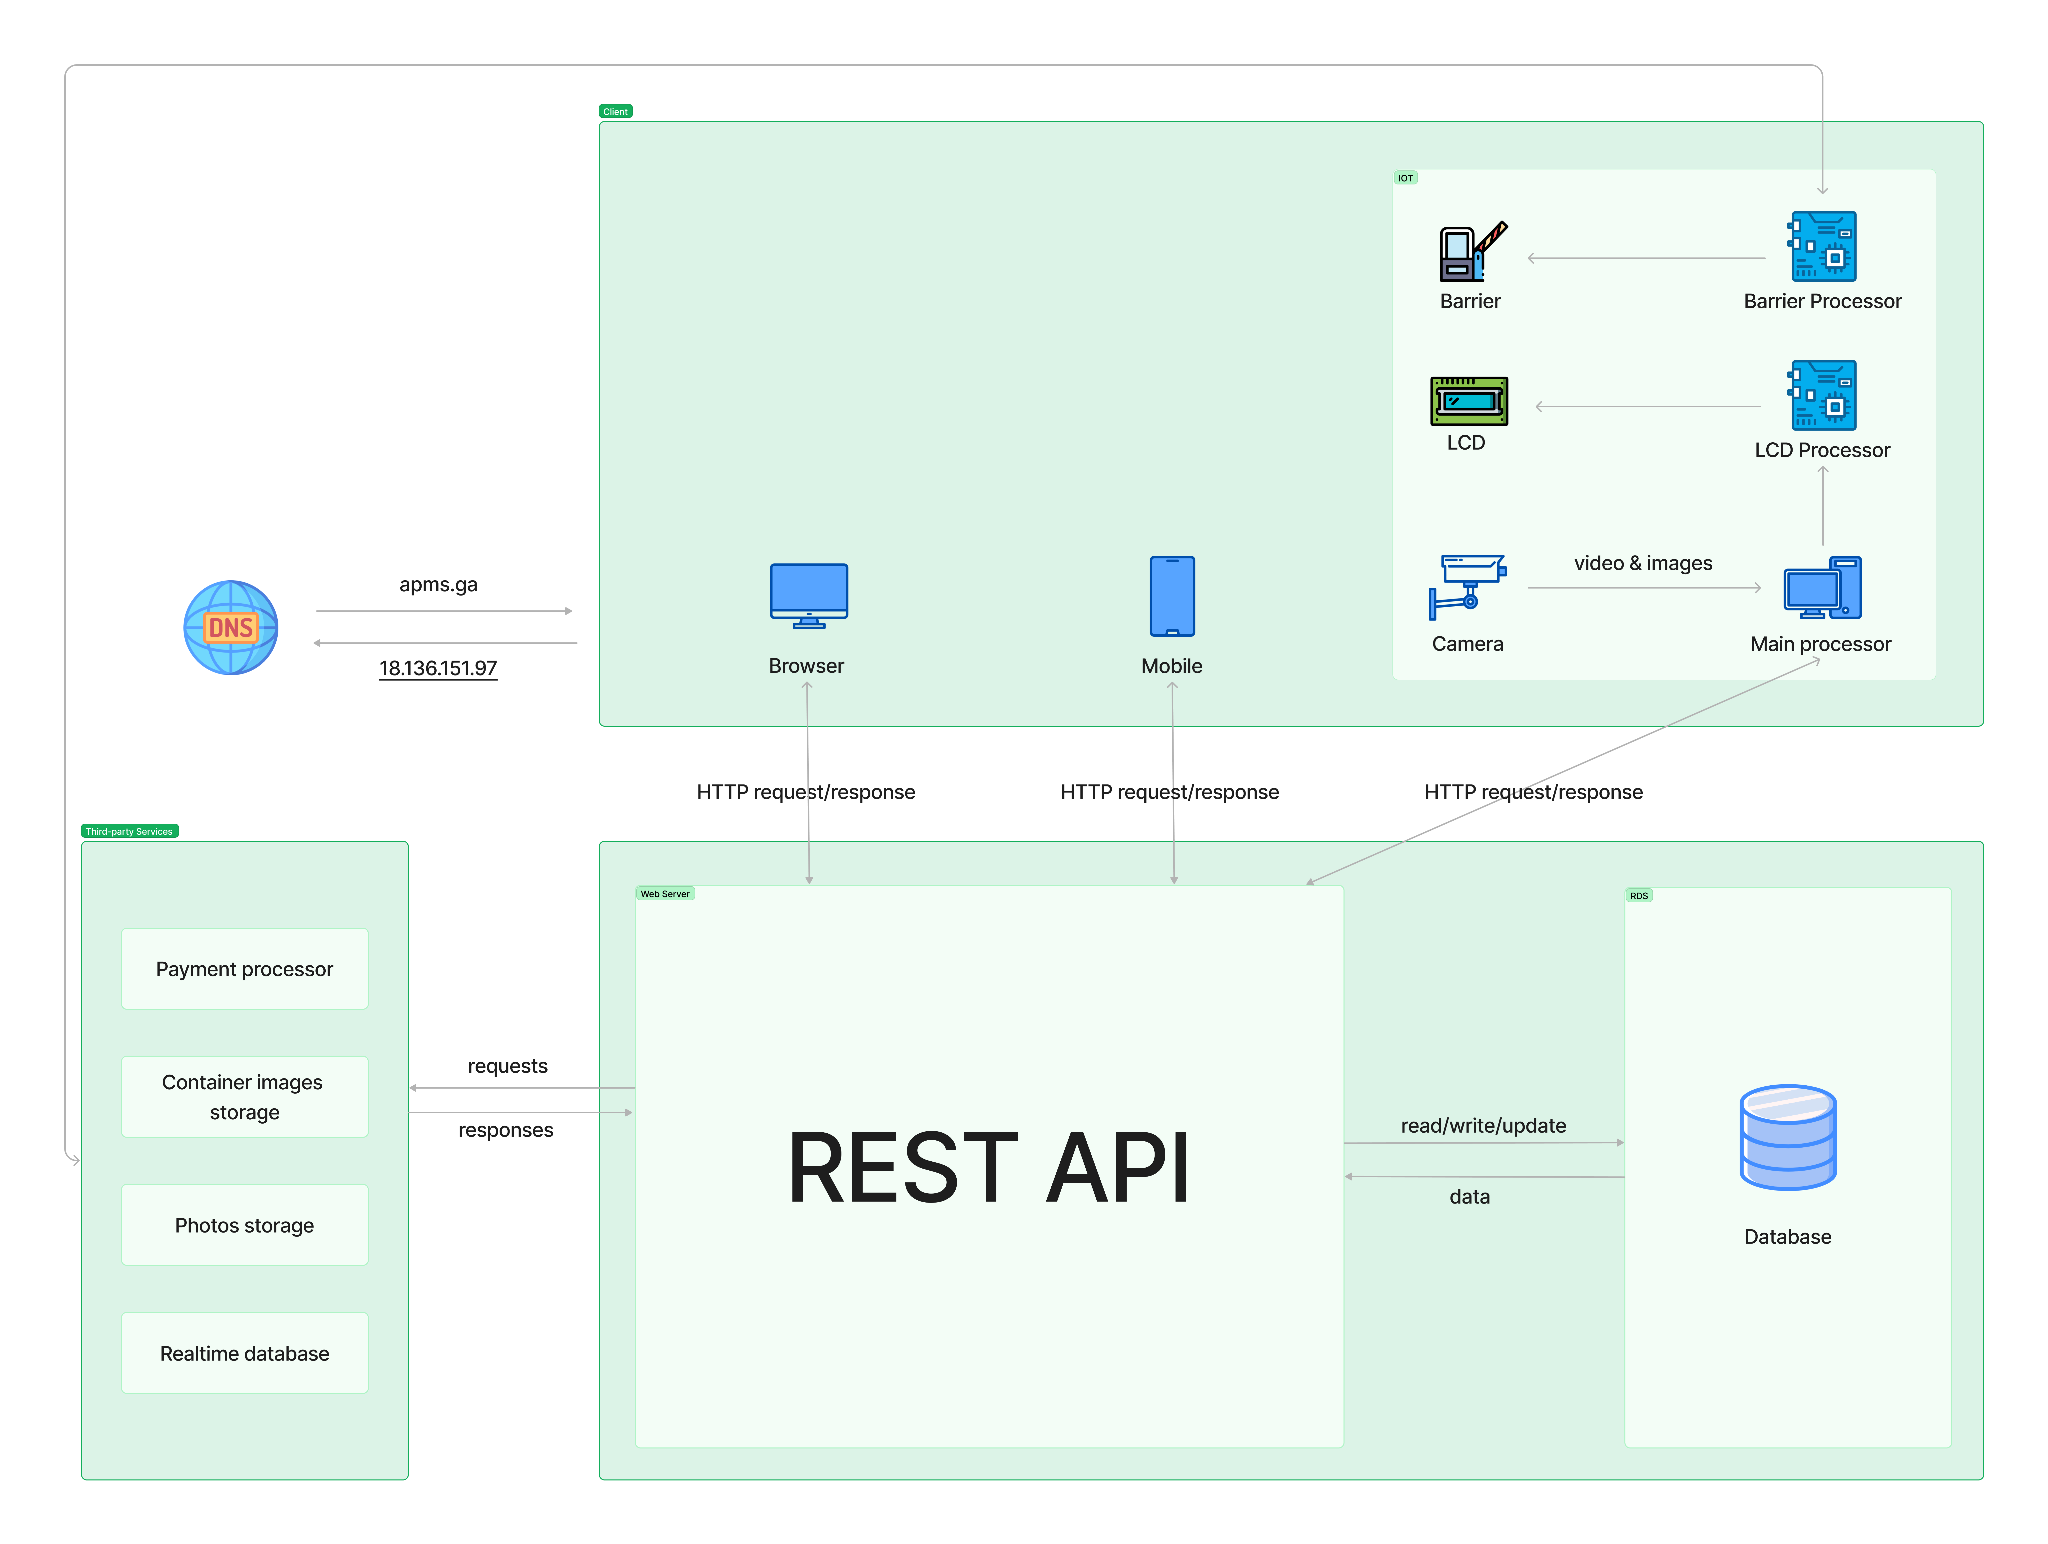 Client
IOT
Barrier
Barrier Processor
LCD
LCD Processor
video & images
Camera
Main processor
DNS
apms.ga
18.136.151.97
Browser
Mobile
HTTP request/response
HTTP request/response
HTTP request/response
Third-party Services
Payment processor
Container images
storage
Photos storage
Realtime database
requests
responses
Web Server
REST API
read/write/update
data
RDS
Database